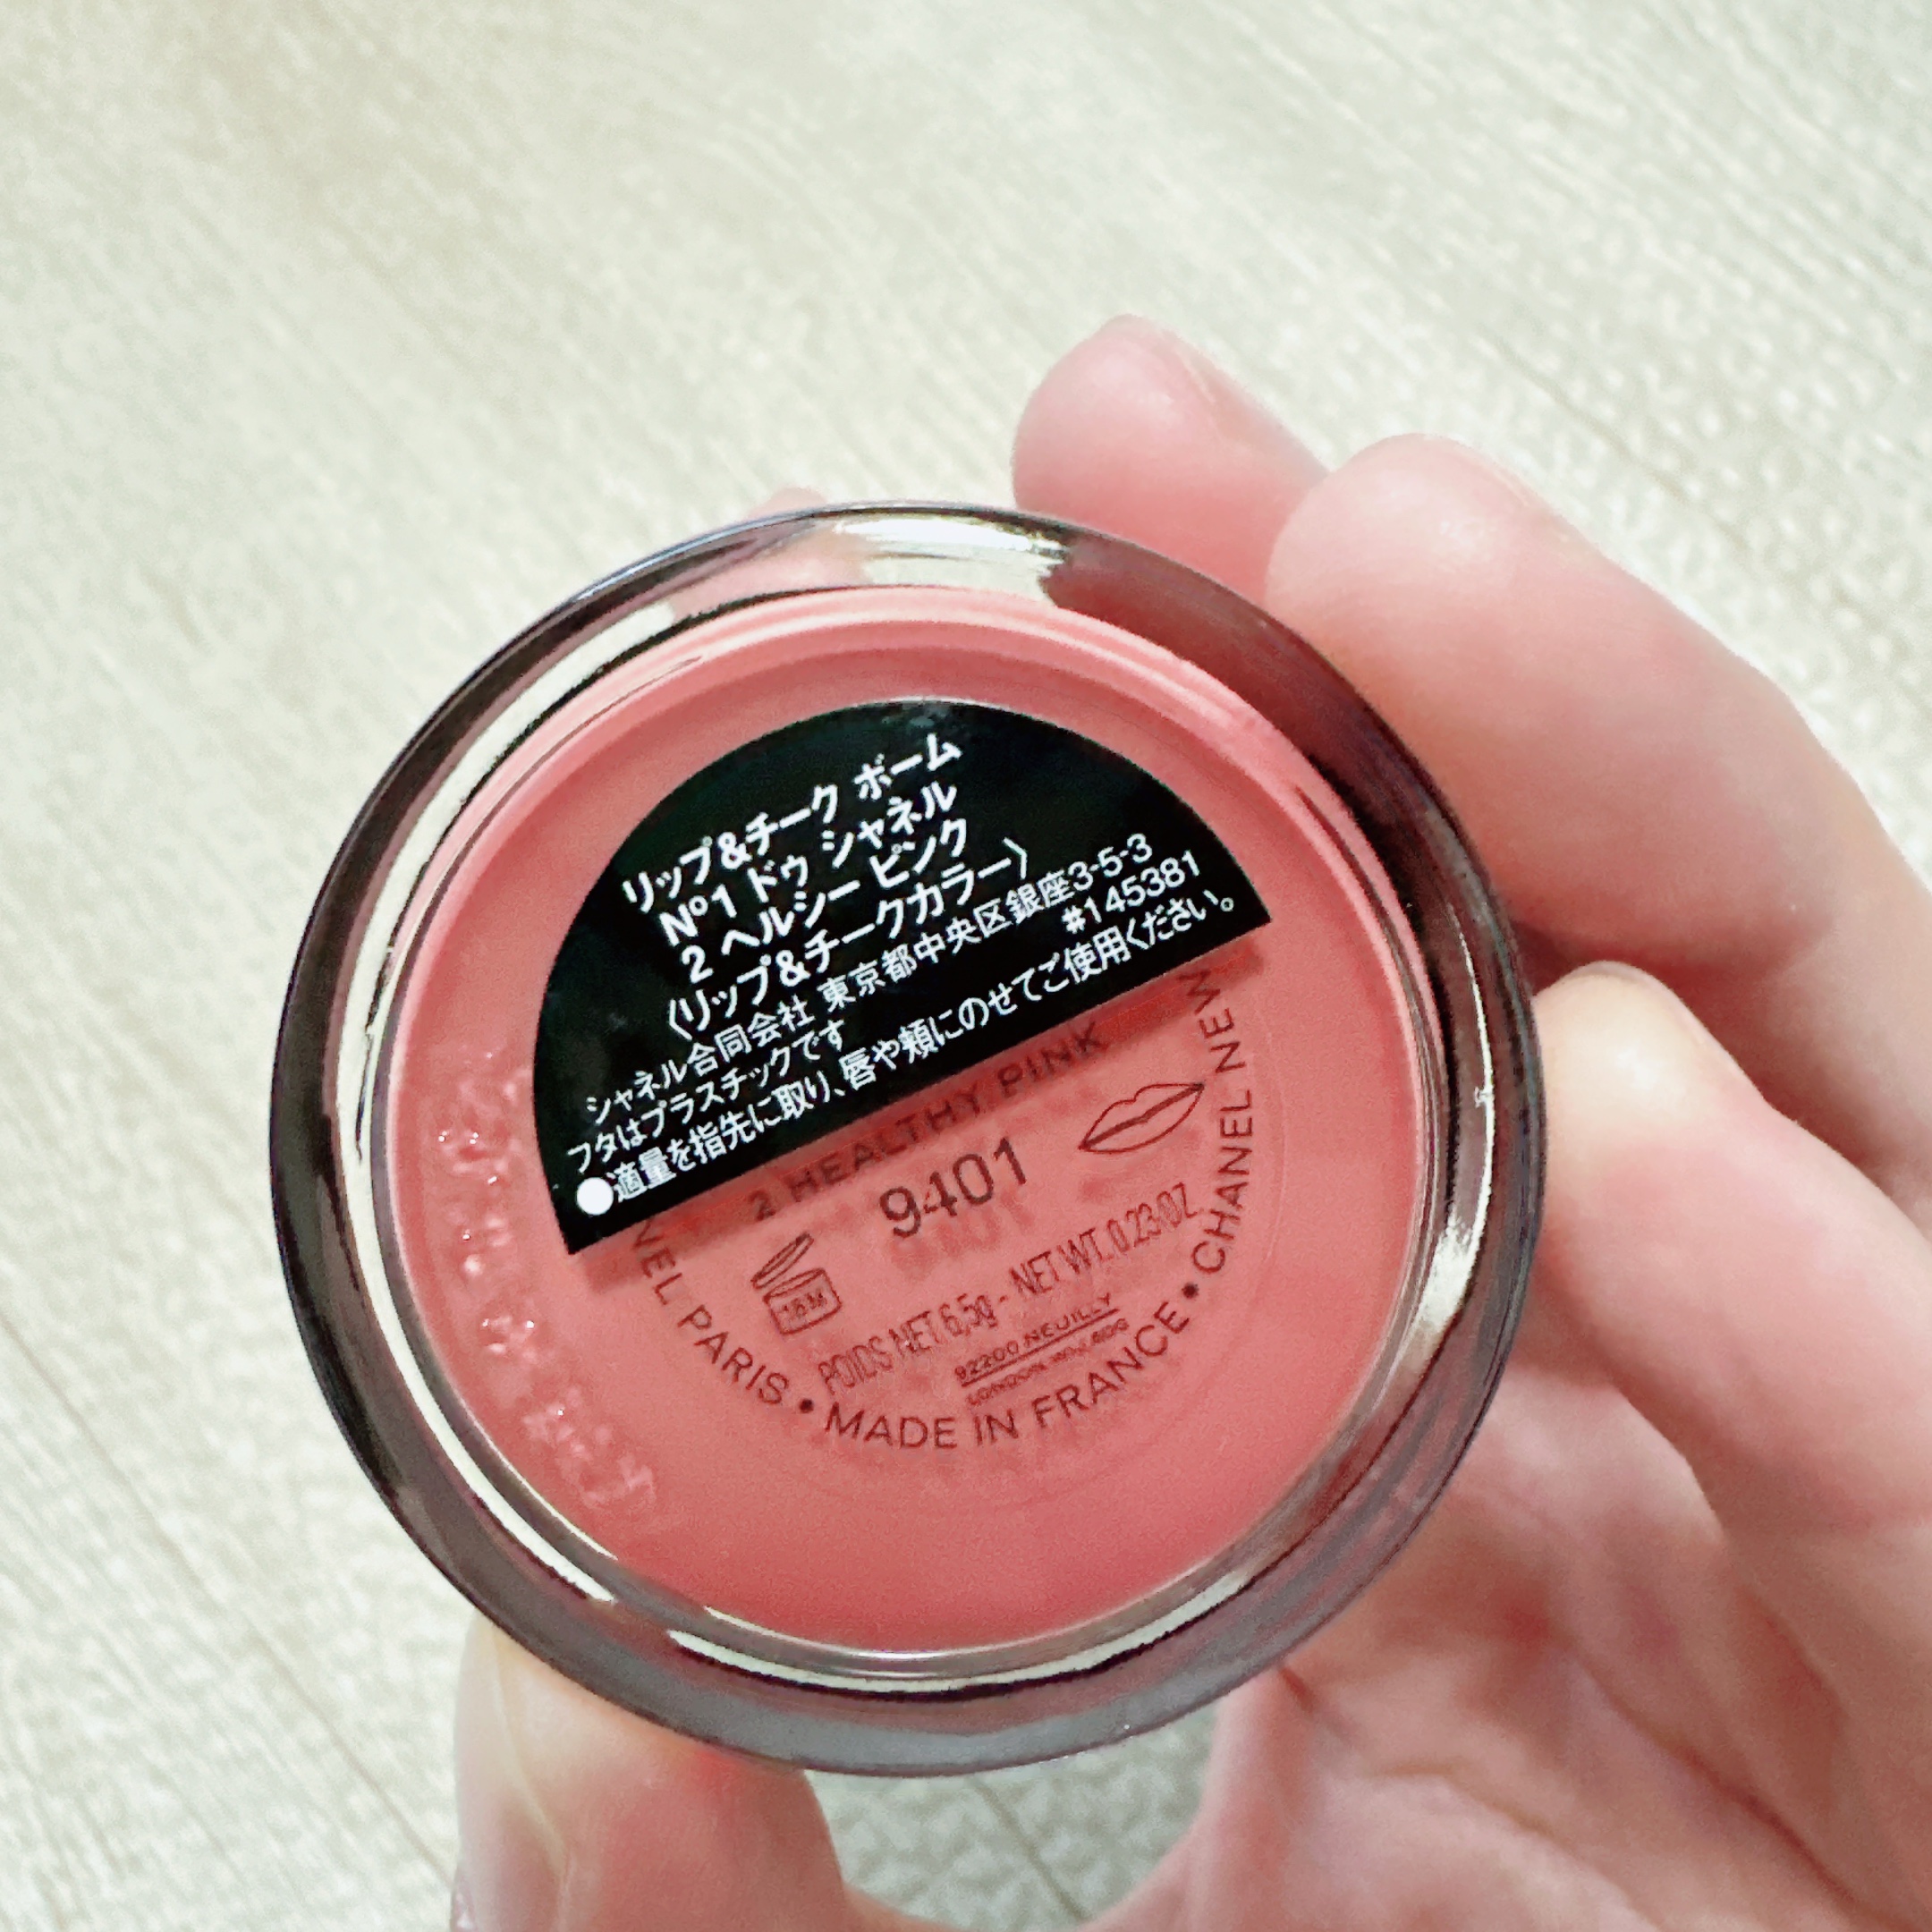 リップ&チーク ボーム
N°1 ドゥ シャネル
2 ヘルシー ピンク
〈リップ&チークカラー〉
シャネル合同会社 東京都中央区銀座3-5-3
フタはプラスチックです #145381
●適量を指先に取り、唇や頬にのせてご使用ください。
2 HEALTHY PINK
9401
18M
POIDS NET 6,5g - NET WT. 0.23 OZ
92200 NEUILLY
LONDON
PARIS • MADE IN FRANCE • CHANEL NEW